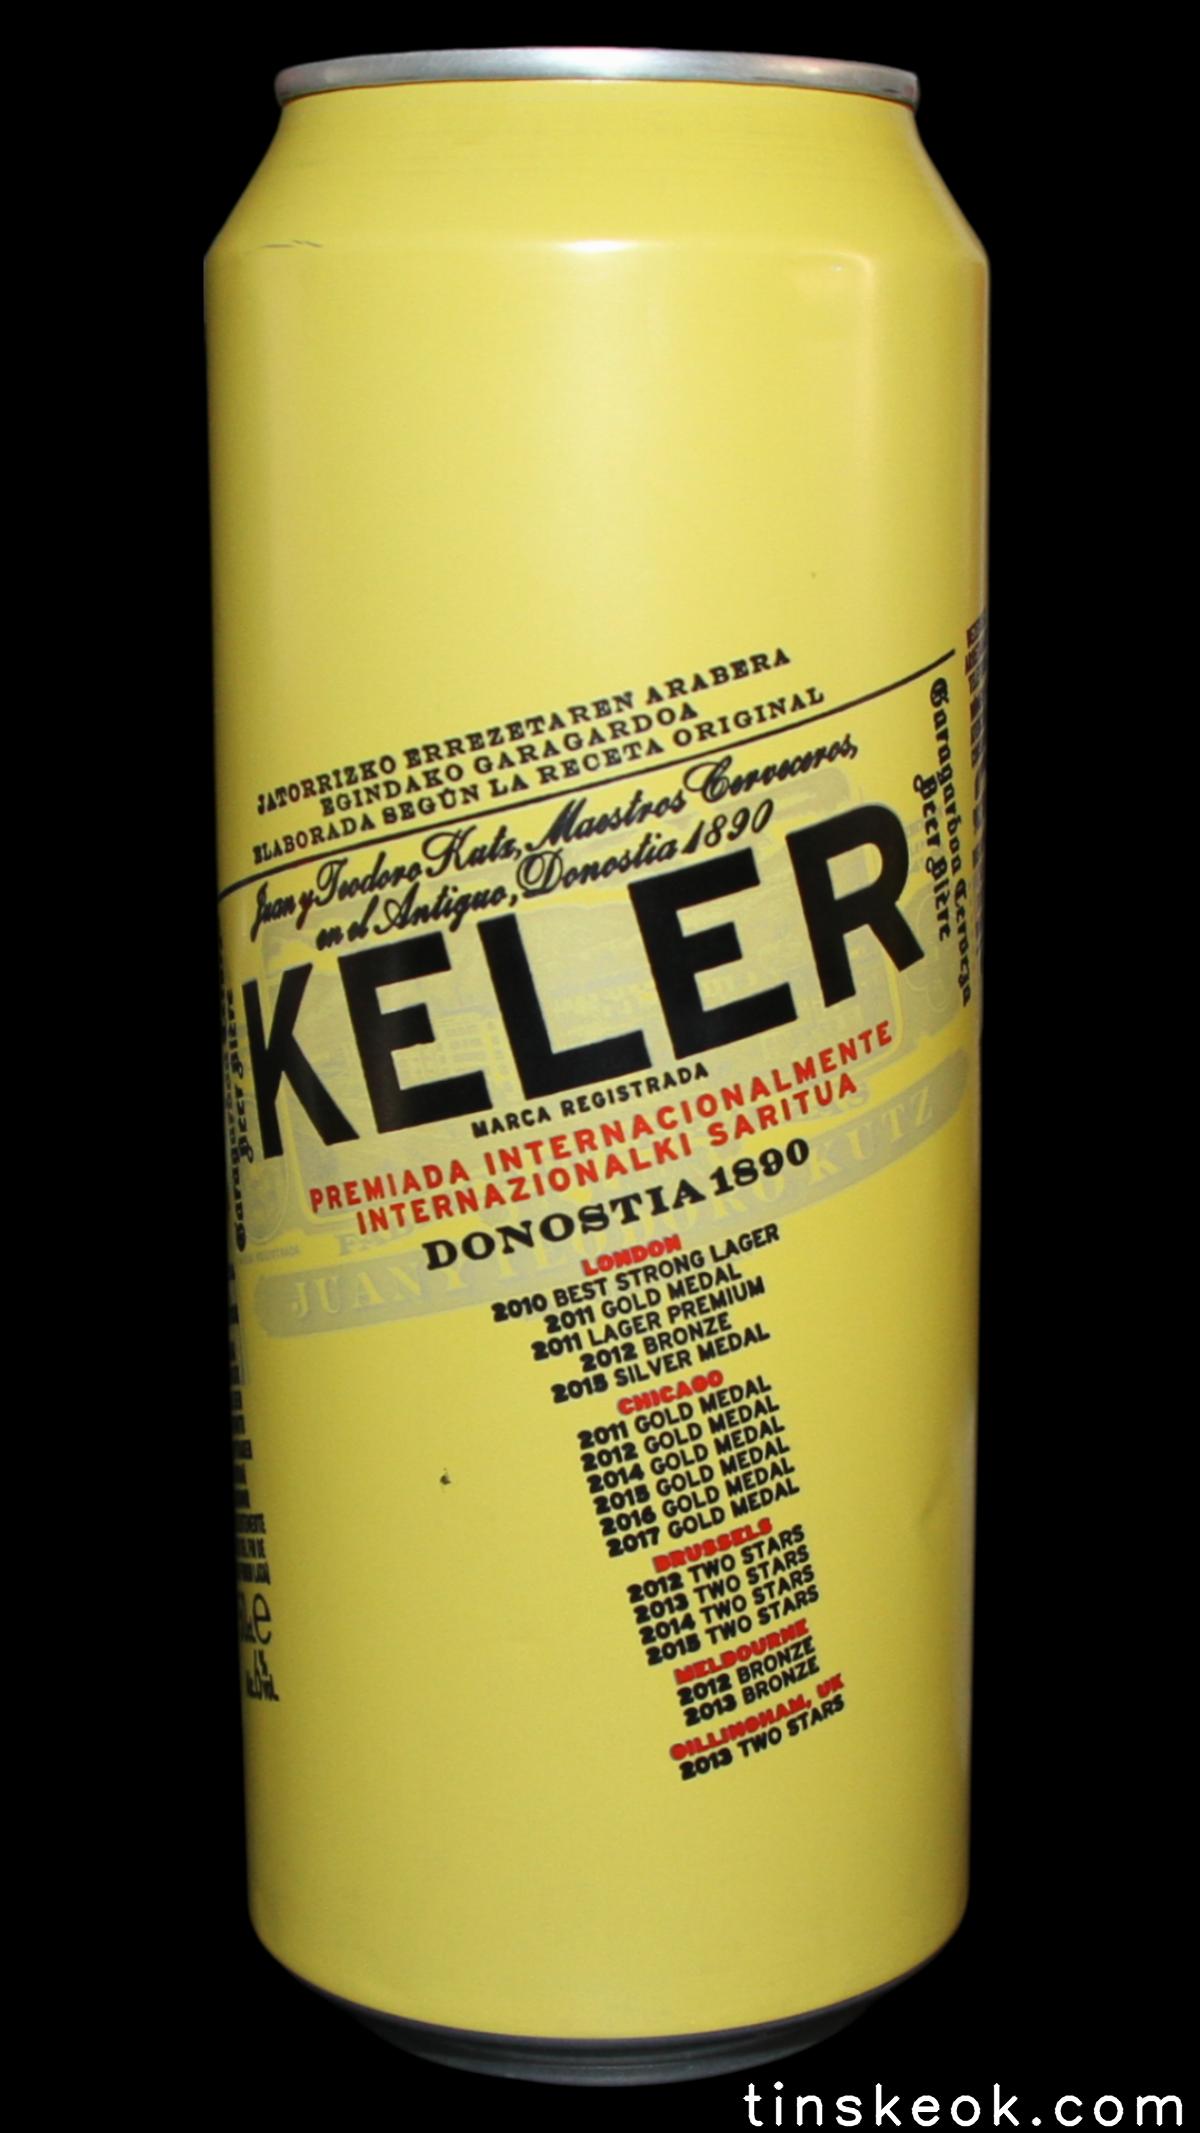 JATORRIZKO ERREZETAREN ARABERA
EGINDAKO GARAGARDOA
ELABORADA SEGÚN LA RECETA ORIGINAL
Juan y Teodoro Kutz, Maestros Cerveceros,
en el Antiguo, Donostia 1890
KELER
MARCA REGISTRADA
PREMIADA INTERNACIONALMENTE
INTERNAZIONALKI SARITUA
DONOSTIA 1890
JUAN Y TEODORO KUTZ
LONDON
2010 BEST STRONG LAGER
2011 GOLD MEDAL
2011 LAGER PREMIUM
2012 BRONZE
2015 SILVER MEDAL
CHICAGO
2011 GOLD MEDAL
2012 GOLD MEDAL
2014 GOLD MEDAL
2015 GOLD MEDAL
2016 GOLD MEDAL
2017 GOLD MEDAL
BRUSSELS
2012 TWO STARS
2013 TWO STARS
2014 TWO STARS
2015 TWO STARS
MELBOURNE
2012 BRONZE
2013 BRONZE
GILLINGHAM, UK
2013 TWO STARS
Garagardoa Cerveza
Beer Bière
tinskeok.com